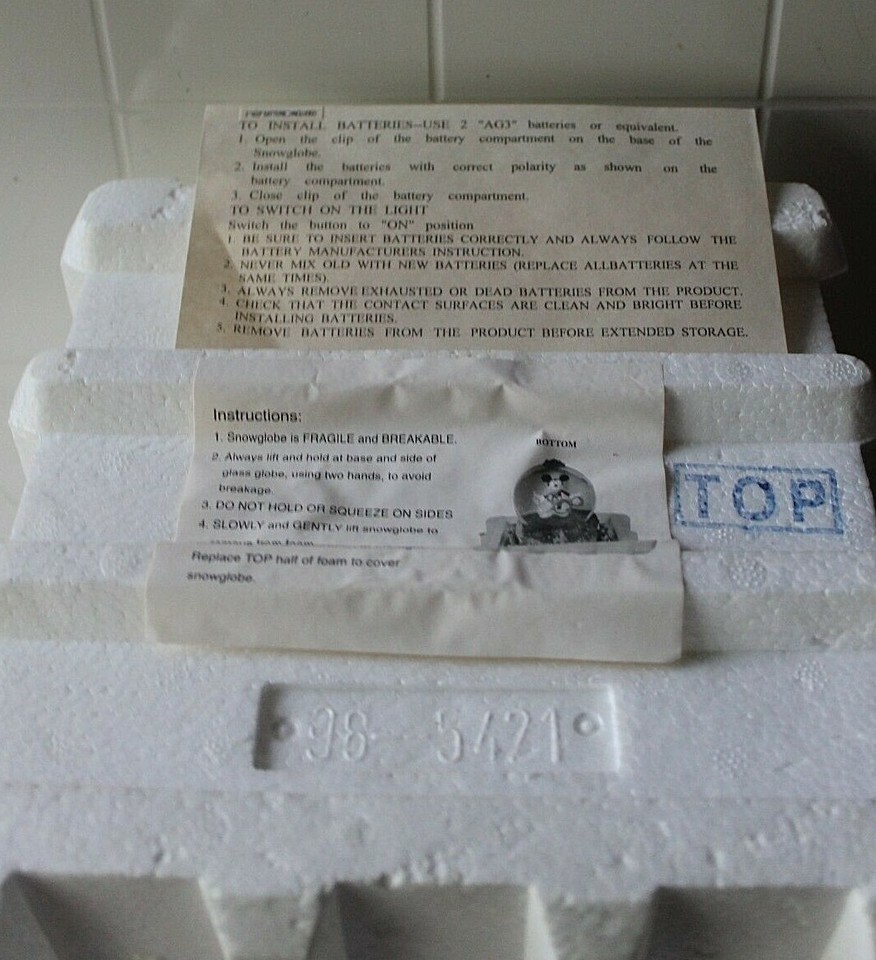 TO INSTALL BATTERIES--USE 2 "AG3" batteries or equivalent.
1. Open the clip of the battery compartment on the base of the
Snowglobe.
2. Install the batteries with correct polarity as shown on the
battery compartment.
3. Close clip of the battery compartment.
TO SWITCH ON THE LIGHT
Switch the button to "ON" position
1. BE SURE TO INSERT BATTERIES CORRECTLY AND ALWAYS FOLLOW THE
BATTERY MANUFACTURERS INSTRUCTION.
2. NEVER MIX OLD WITH NEW BATTERIES (REPLACE ALLBATTERIES AT THE
SAME TIMES).
3. ALWAYS REMOVE EXHAUSTED OR DEAD BATTERIES FROM THE PRODUCT.
4. CHECK THAT THE CONTACT SURFACES ARE CLEAN AND BRIGHT BEFORE
INSTALLING BATTERIES.
5. REMOVE BATTERIES FROM THE PRODUCT BEFORE EXTENDED STORAGE.
Instructions:
1. Snowglobe is FRAGILE and BREAKABLE.
2. Always lift and hold at base and side of
glass globe, using two hands, to avoid
breakage.
3. DO NOT HOLD OR SQUEEZE ON SIDES
4. SLOWLY and GENTLY lift snowglobe to
Replace TOP half of foam to cover
snowglobe.
BOTTOM
TOP
98 5421